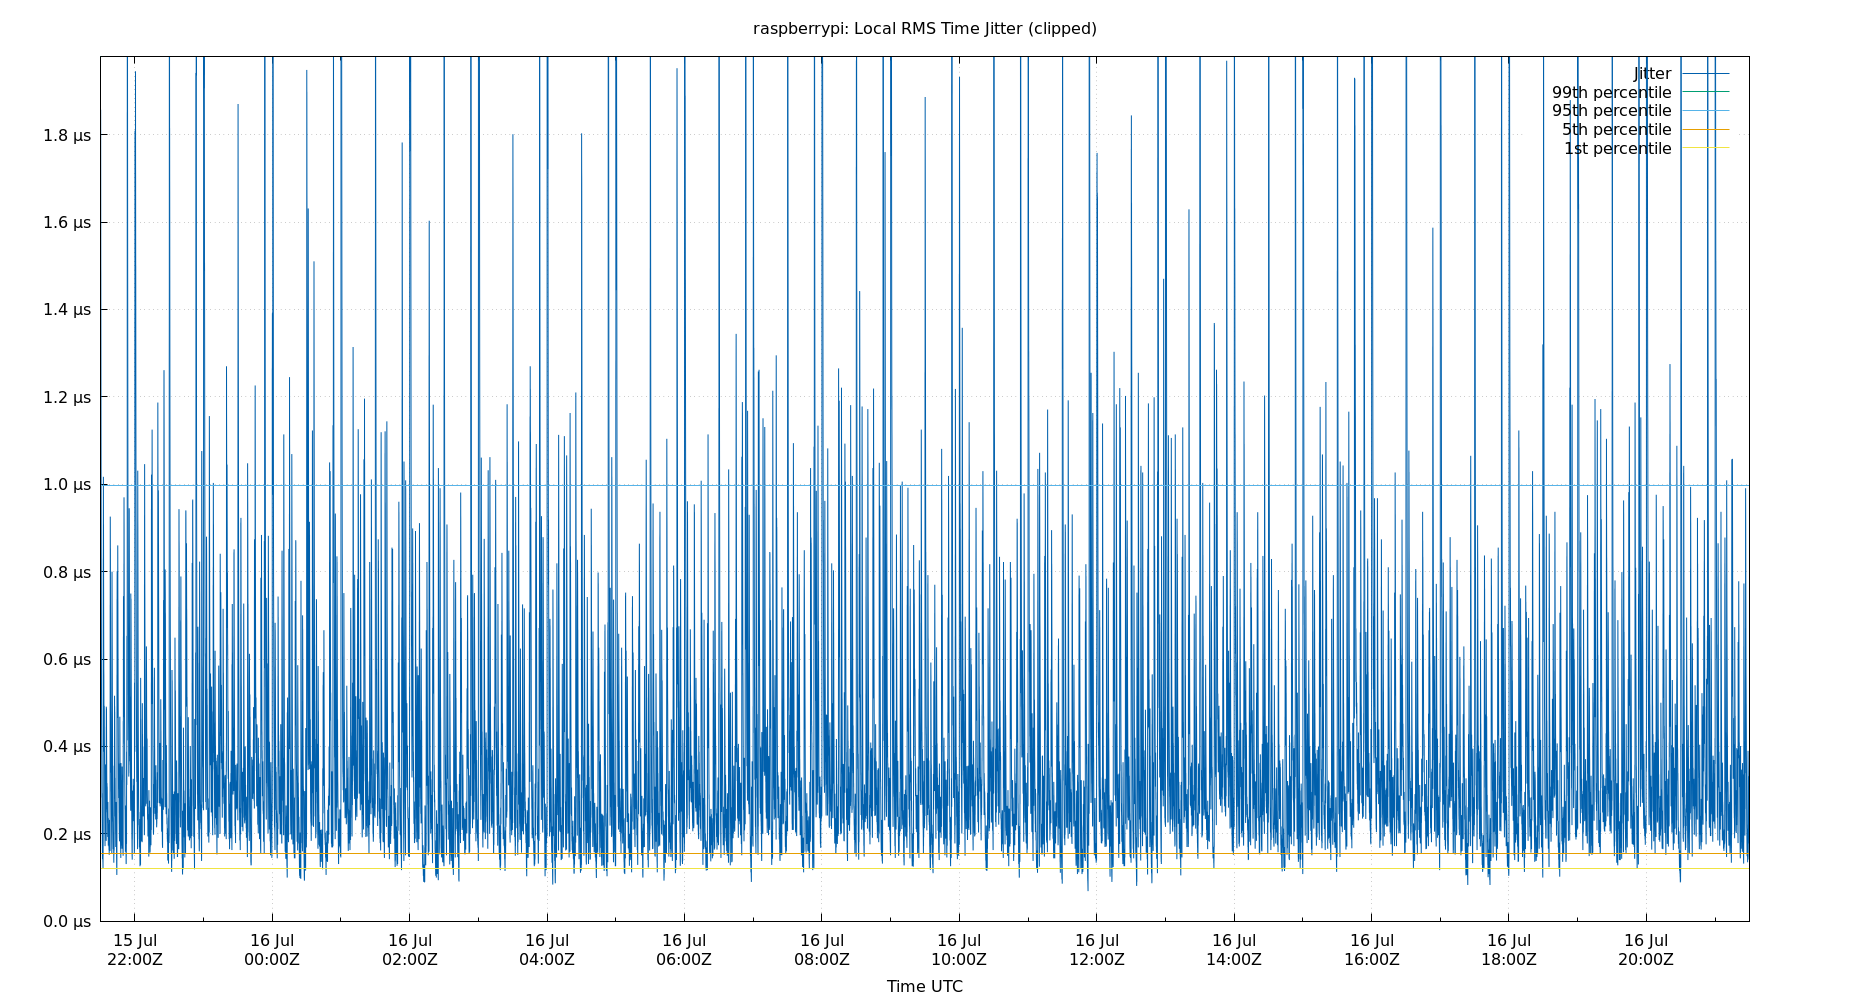 raspberrypi: Local RMS Time Jitter (clipped)
Jitter
99th percentile
95th percentile
5th percentile
1st percentile
1.8 µs
1.6 µs
1.4 µs
1.2 µs
1.0 µs
0.8 µs
0.6 µs
0.4 µs
0.2 µs
0.0 µs
15 Jul 16 Jul 16 Jul 16 Jul 16 Jul 16 Jul 16 Jul 16 Jul 16 Jul 16 Jul 16 Jul 16 Jul
22:00Z 00:00Z 02:00Z 04:00Z 06:00Z 08:00Z 10:00Z 12:00Z 14:00Z 16:00Z 18:00Z 20:00Z
Time UTC